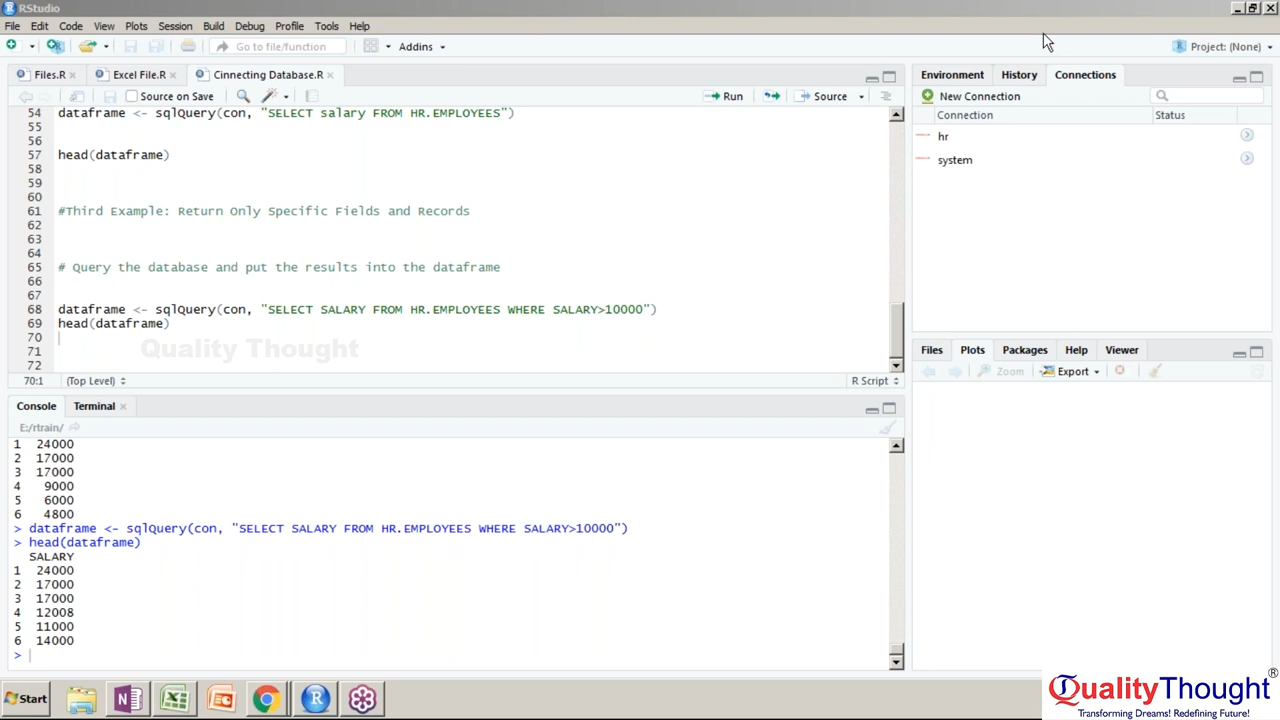 RStudio
File Edit Code View Plots Session Build Debug Profile Tools Help
Go to file/function Addins Project: (None)
Files.R Excel File.R Cinnecting Database.R
Source on Save Run Source
54 dataframe <- sqlQuery(con, "SELECT salary FROM HR.EMPLOYEES")
55
56
57 head(dataframe)
58
59
60
61 #Third Example: Return Only Specific Fields and Records
62
63
64
65 # Query the database and put the results into the dataframe
66
67
68 dataframe <- sqlQuery(con, "SELECT SALARY FROM HR.EMPLOYEES WHERE SALARY>10000")
69 head(dataframe)
70
71 Quality Thought
72
70:1 (Top Level) R Script
Console Terminal
E:/rtrain/
1 24000
2 17000
3 17000
4 9000
5 6000
6 4800
> dataframe <- sqlQuery(con, "SELECT SALARY FROM HR.EMPLOYEES WHERE SALARY>10000")
> head(dataframe)
SALARY
1 24000
2 17000
3 17000
4 12008
5 11000
6 14000
>
Environment History Connections
New Connection
Connection Status
hr
system
Files Plots Packages Help Viewer
Zoom Export
Start
QualityThought®
Transforming Dreams! Redefining Future!